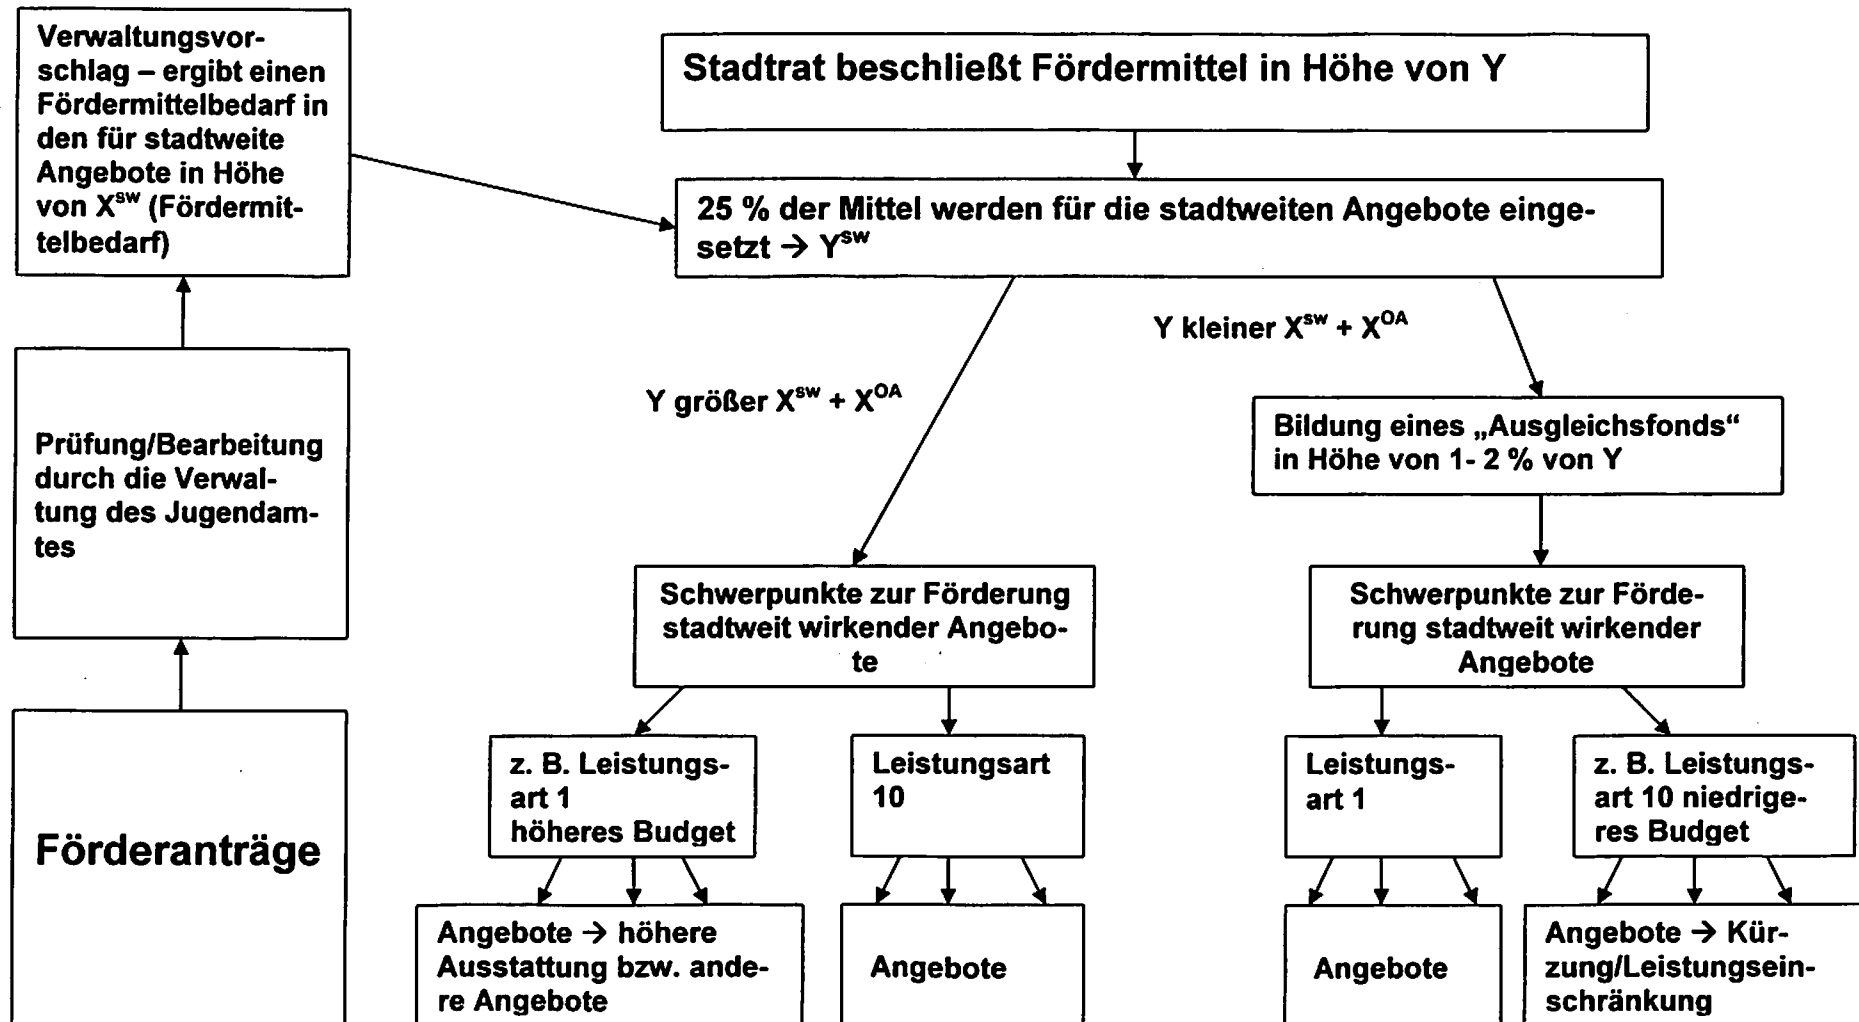 Verwaltungsvor-
schlag – ergibt einen
Fördermittelbedarf in
den für stadtweite
Angebote in Höhe
von X^sw (Fördermit-
telbedarf)
Prüfung/Bearbeitung
durch die Verwal-
tung des Jugendam-
tes
Förderanträge
Stadtrat beschließt Fördermittel in Höhe von Y
25 % der Mittel werden für die stadtweiten Angebote einge-
setzt → Y^sw
Y kleiner X^sw + X^OA
Y größer X^sw + X^OA
Bildung eines „Ausgleichsfonds“
in Höhe von 1- 2 % von Y
Schwerpunkte zur Förderung
stadtweit wirkender Angebo-
te
Schwerpunkte zur Förde-
rung stadtweit wirkender
Angebote
z. B. Leistungs-
art 1
höheres Budget
Leistungsart
10
Leistungs-
art 1
z. B. Leistungs-
art 10 niedrige-
res Budget
Angebote → höhere
Ausstattung bzw. ande-
re Angebote
Angebote
Angebote
Angebote → Kür-
zung/Leistungsein-
schränkung